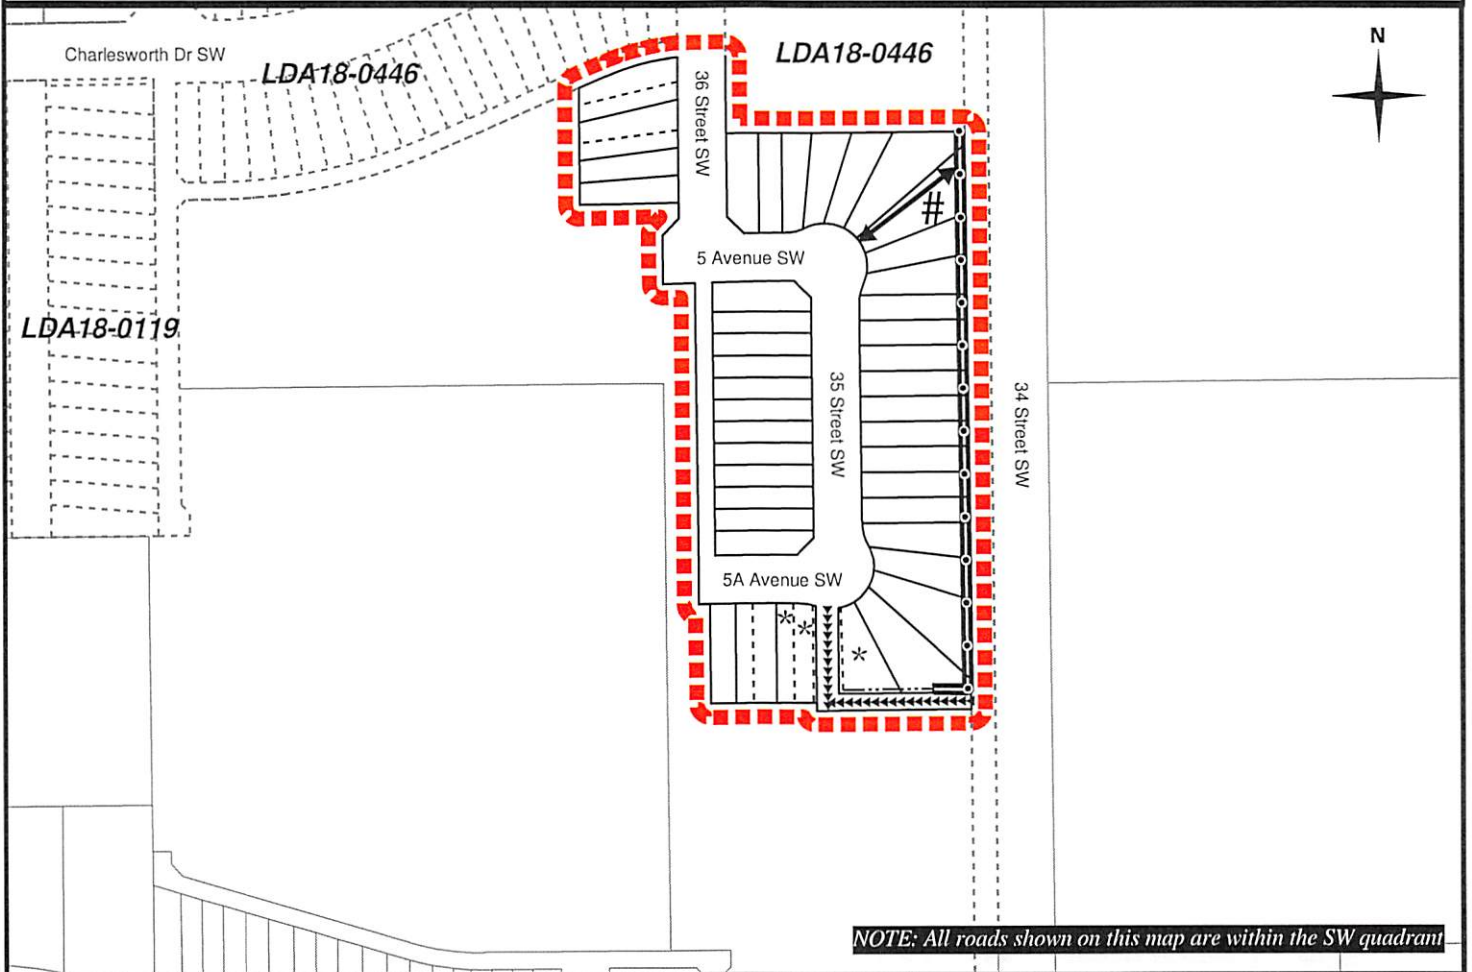 Charlesworth Dr SW
LDA18-0446
LDA18-0446
N
36 Street SW
#
5 Avenue SW
LDA18-0119
35 Street SW
34 Street SW
5A Avenue SW
*
*
*
NOTE: All roads shown on this map are within the SW quadrant